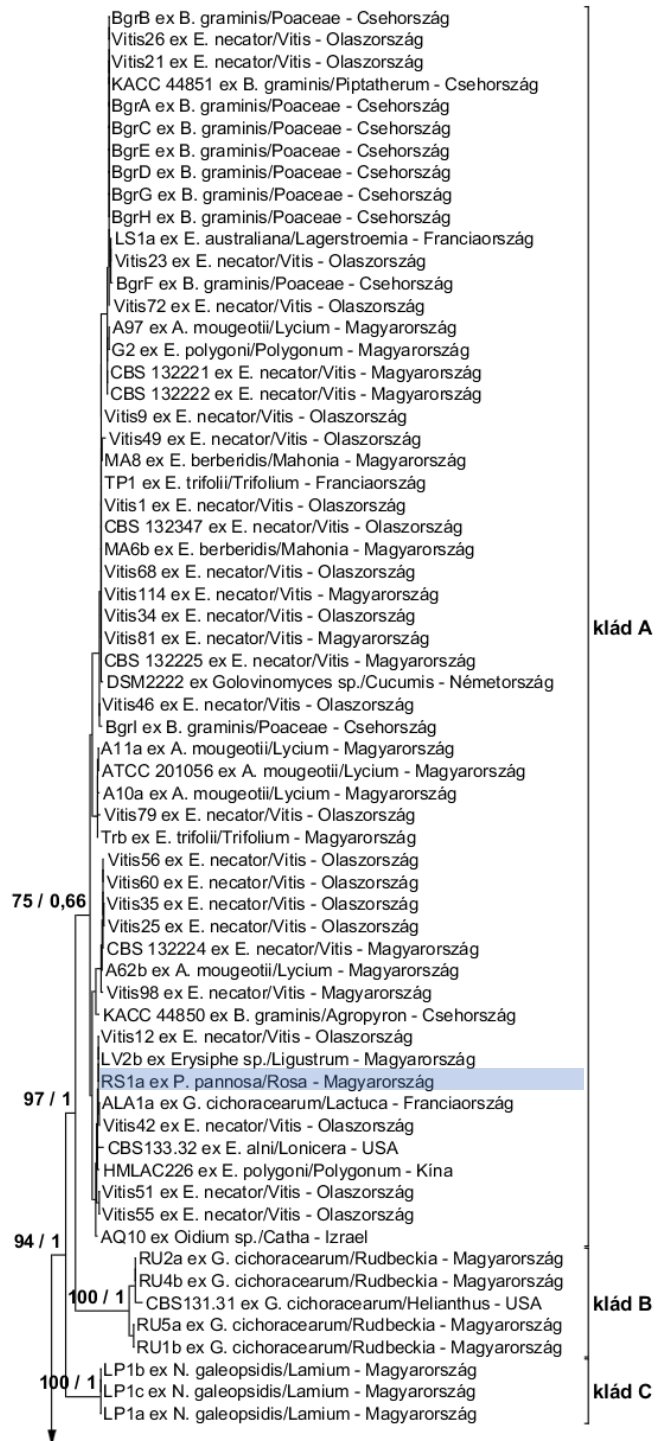 BgrB ex B. graminis/Poaceae - Csehország
Vitis26 ex E. necator/Vitis - Olaszország
Vitis21 ex E. necator/Vitis - Olaszország
KACC 44851 ex B. graminis/Piptatherum - Csehország
BgrA ex B. graminis/Poaceae - Csehország
BgrC ex B. graminis/Poaceae - Csehország
BgrE ex B. graminis/Poaceae - Csehország
BgrD ex B. graminis/Poaceae - Csehország
BgrG ex B. graminis/Poaceae - Csehország
BgrH ex B. graminis/Poaceae - Csehország
LS1a ex E. australiana/Lagerstroemia - Franciaország
Vitis23 ex E. necator/Vitis - Olaszország
BgrF ex B. graminis/Poaceae - Csehország
Vitis72 ex E. necator/Vitis - Olaszország
A97 ex A. mougeotii/Lycium - Magyarország
G2 ex E. polygoni/Polygonum - Magyarország
CBS 132221 ex E. necator/Vitis - Magyarország
CBS 132222 ex E. necator/Vitis - Magyarország
Vitis9 ex E. necator/Vitis - Olaszország
Vitis49 ex E. necator/Vitis - Olaszország
MA8 ex E. berberidis/Mahonia - Magyarország
TP1 ex E. trifolii/Trifolium - Franciaország
Vitis1 ex E. necator/Vitis - Olaszország
CBS 132347 ex E. necator/Vitis - Olaszország
MA6b ex E. berberidis/Mahonia - Magyarország
Vitis68 ex E. necator/Vitis - Olaszország
Vitis114 ex E. necator/Vitis - Magyarország
Vitis34 ex E. necator/Vitis - Olaszország
klád A
Vitis81 ex E. necator/Vitis - Magyarország
CBS 132225 ex E. necator/Vitis - Magyarország
DSM2222 ex Golovinomyces sp./Cucumis - Németország
Vitis46 ex E. necator/Vitis - Olaszország
BgrI ex B. graminis/Poaceae - Csehország
A11a ex A. mougeotii/Lycium - Magyarország
ATCC 201056 ex A. mougeotii/Lycium - Magyarország
A10a ex A. mougeotii/Lycium - Magyarország
Vitis79 ex E. necator/Vitis - Olaszország
Trb ex E. trifolii/Trifolium - Magyarország
Vitis56 ex E. necator/Vitis - Olaszország
Vitis60 ex E. necator/Vitis - Olaszország
75 / 0,66
Vitis35 ex E. necator/Vitis - Olaszország
Vitis25 ex E. necator/Vitis - Olaszország
CBS 132224 ex E. necator/Vitis - Magyarország
A62b ex A. mougeotii/Lycium - Magyarország
Vitis98 ex E. necator/Vitis - Magyarország
KACC 44850 ex B. graminis/Agropyron - Csehország
Vitis12 ex E. necator/Vitis - Olaszország
LV2b ex Erysiphe sp./Ligustrum - Magyarország
RS1a ex P. pannosa/Rosa - Magyarország
97 / 1
ALA1a ex G. cichoracearum/Lactuca - Franciaország
Vitis42 ex E. necator/Vitis - Olaszország
CBS133.32 ex E. alni/Lonicera - USA
HMLAC226 ex E. polygoni/Polygonum - Kína
Vitis51 ex E. necator/Vitis - Olaszország
Vitis55 ex E. necator/Vitis - Olaszország
AQ10 ex Oidium sp./Catha - Izrael
94 / 1
RU2a ex G. cichoracearum/Rudbeckia - Magyarország
RU4b ex G. cichoracearum/Rudbeckia - Magyarország
100 / 1
CBS131.31 ex G. cichoracearum/Helianthus - USA
klád B
RU5a ex G. cichoracearum/Rudbeckia - Magyarország
RU1b ex G. cichoracearum/Rudbeckia - Magyarország
LP1b ex N. galeopsidis/Lamium - Magyarország
100 / 1
LP1c ex N. galeopsidis/Lamium - Magyarország
klád C
LP1a ex N. galeopsidis/Lamium - Magyarország